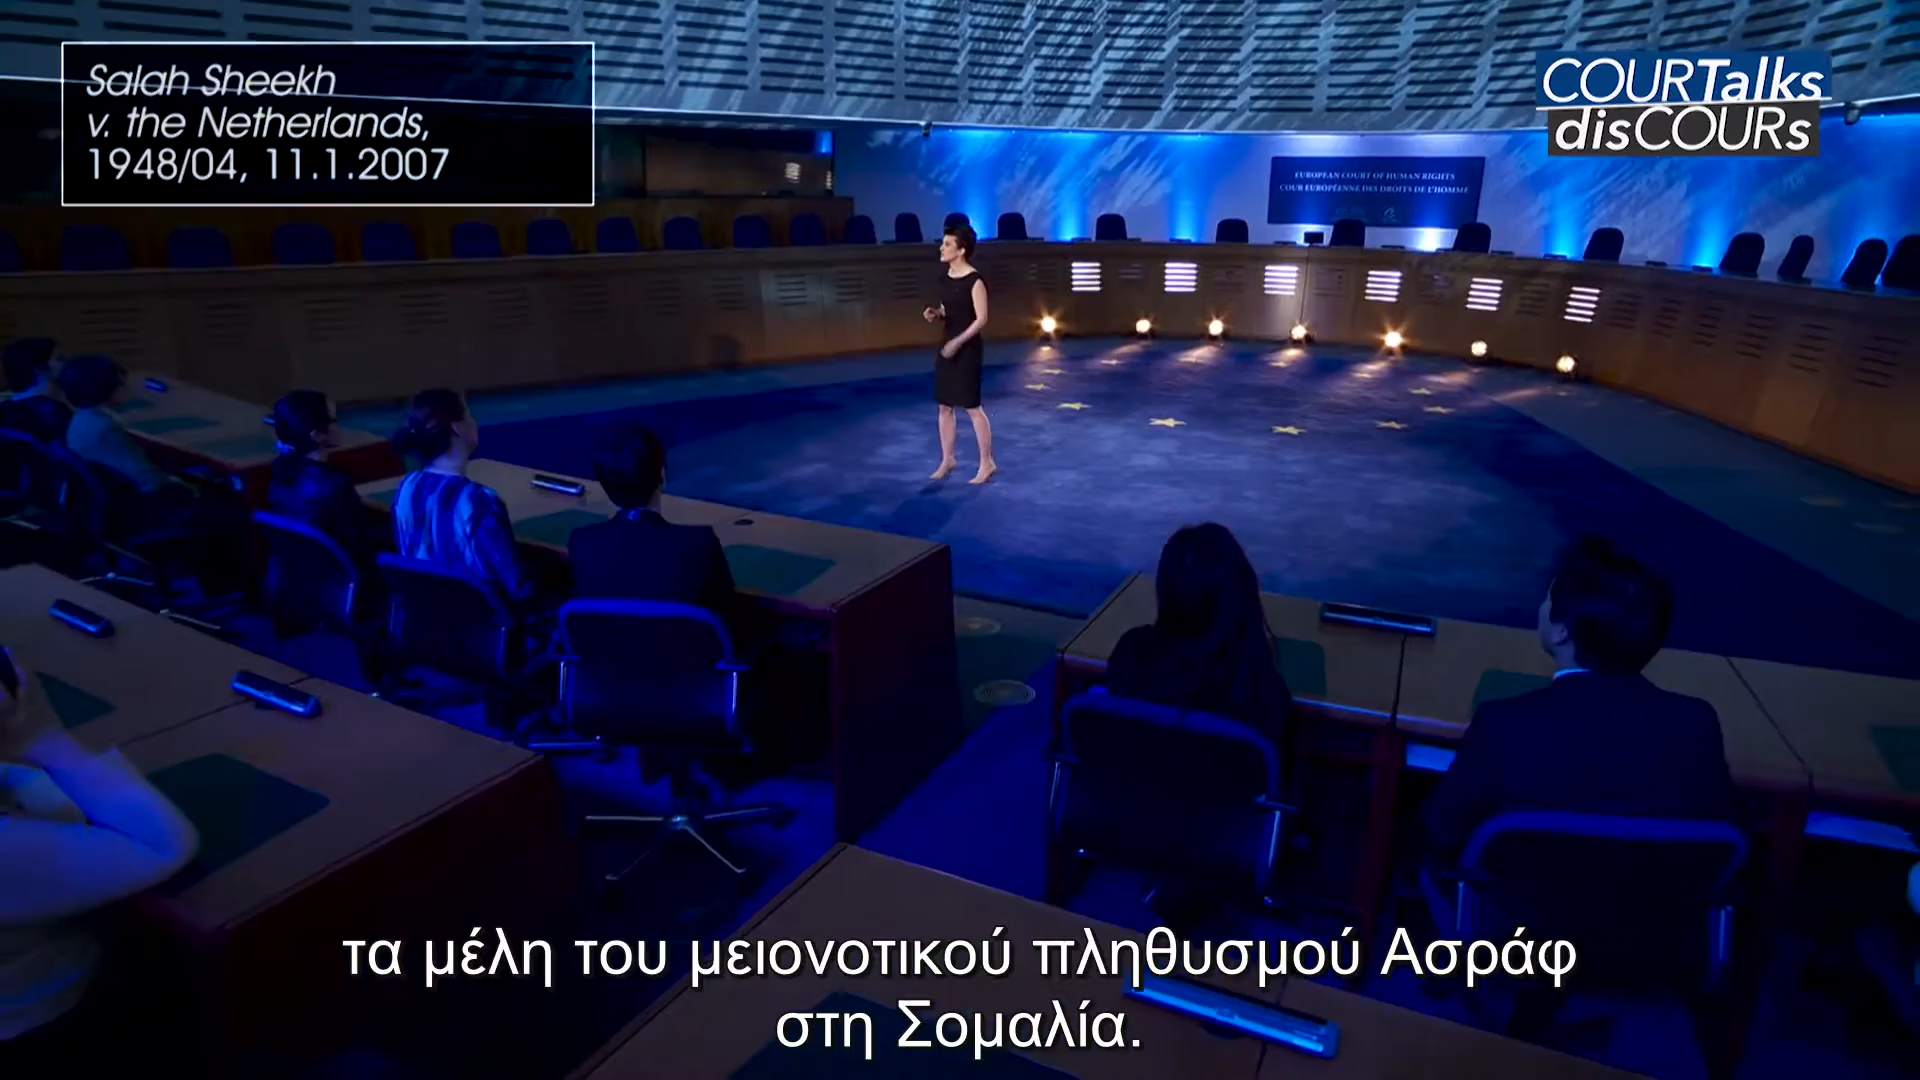 Salah Sheekh
v. the Netherlands,
1948/04, 11.1.2007
COURTalks
disCOURs
EUROPEAN COURT OF HUMAN RIGHTS
COUR EUROPÉENNE DES DROITS DE L'HOMME
τα μέλη του μειονοτικού πληθυσμού Ασράφ
στη Σομαλία.